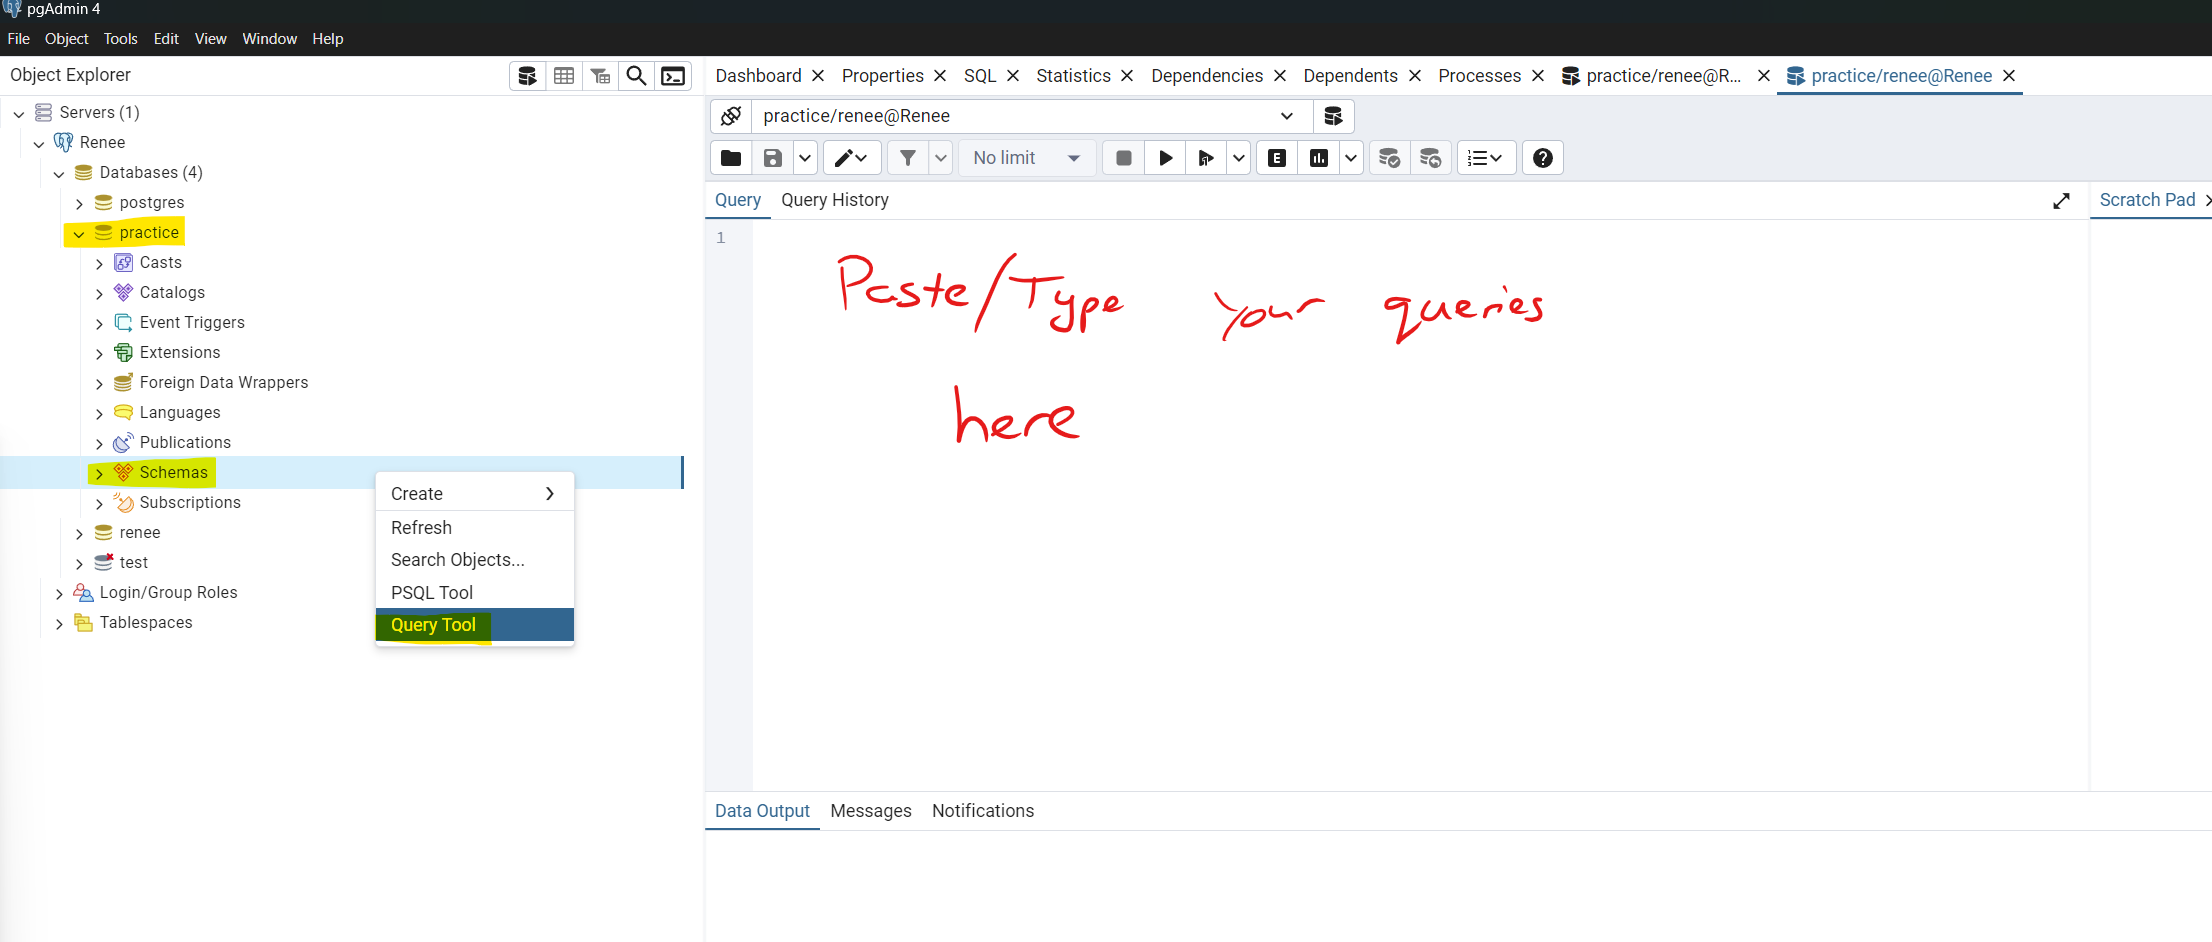 pgAdmin 4
File Object Tools Edit View Window Help
Object Explorer
Servers (1)
Renee
Databases (4)
postgres
practice
Casts
Catalogs
Event Triggers
Extensions
Foreign Data Wrappers
Languages
Publications
Schemas
Subscriptions
renee
test
Login/Group Roles
Tablespaces
Create
Refresh
Search Objects...
PSQL Tool
Query Tool
Dashboard Properties SQL Statistics Dependencies Dependents Processes practice/renee@R... practice/renee@Renee
practice/renee@Renee
No limit E
Query Query History Scratch Pad
1
Paste/Type your queries
here
Data Output Messages Notifications